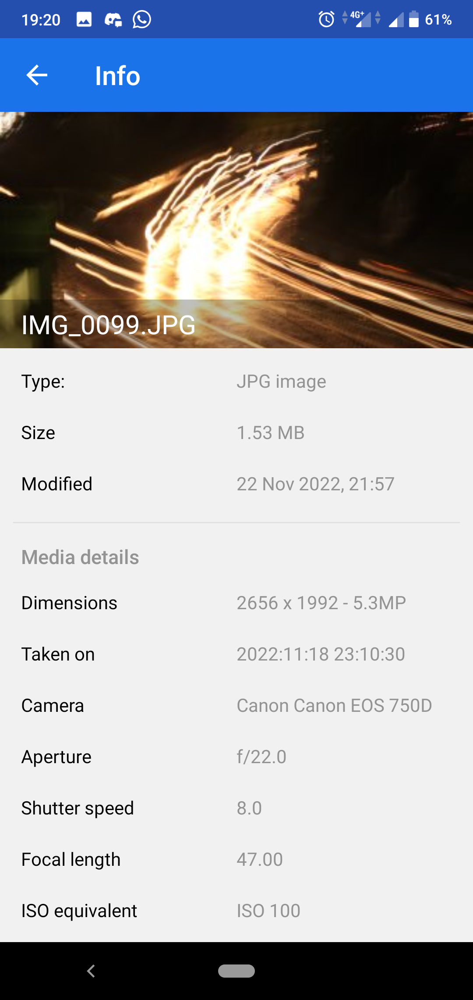 19:20 4G+ 61%
Info
IMG_0099.JPG
Type: JPG image
Size 1.53 MB
Modified 22 Nov 2022, 21:57
Media details
Dimensions 2656 x 1992 - 5.3MP
Taken on 2022:11:18 23:10:30
Camera Canon Canon EOS 750D
Aperture f/22.0
Shutter speed 8.0
Focal length 47.00
ISO equivalent ISO 100